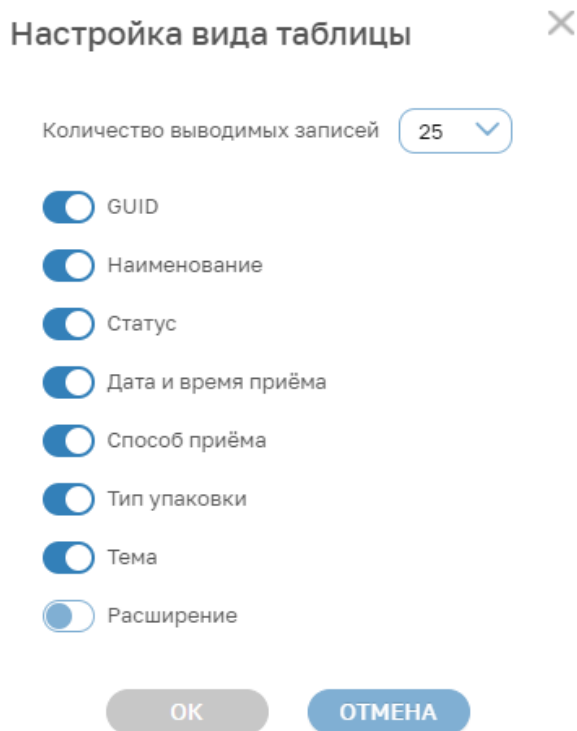 Настройка вида таблицы
Количество выводимых записей 25
GUID
Наименование
Статус
Дата и время приёма
Способ приёма
Тип упаковки
Тема
Расширение
ОК ОТМЕНА